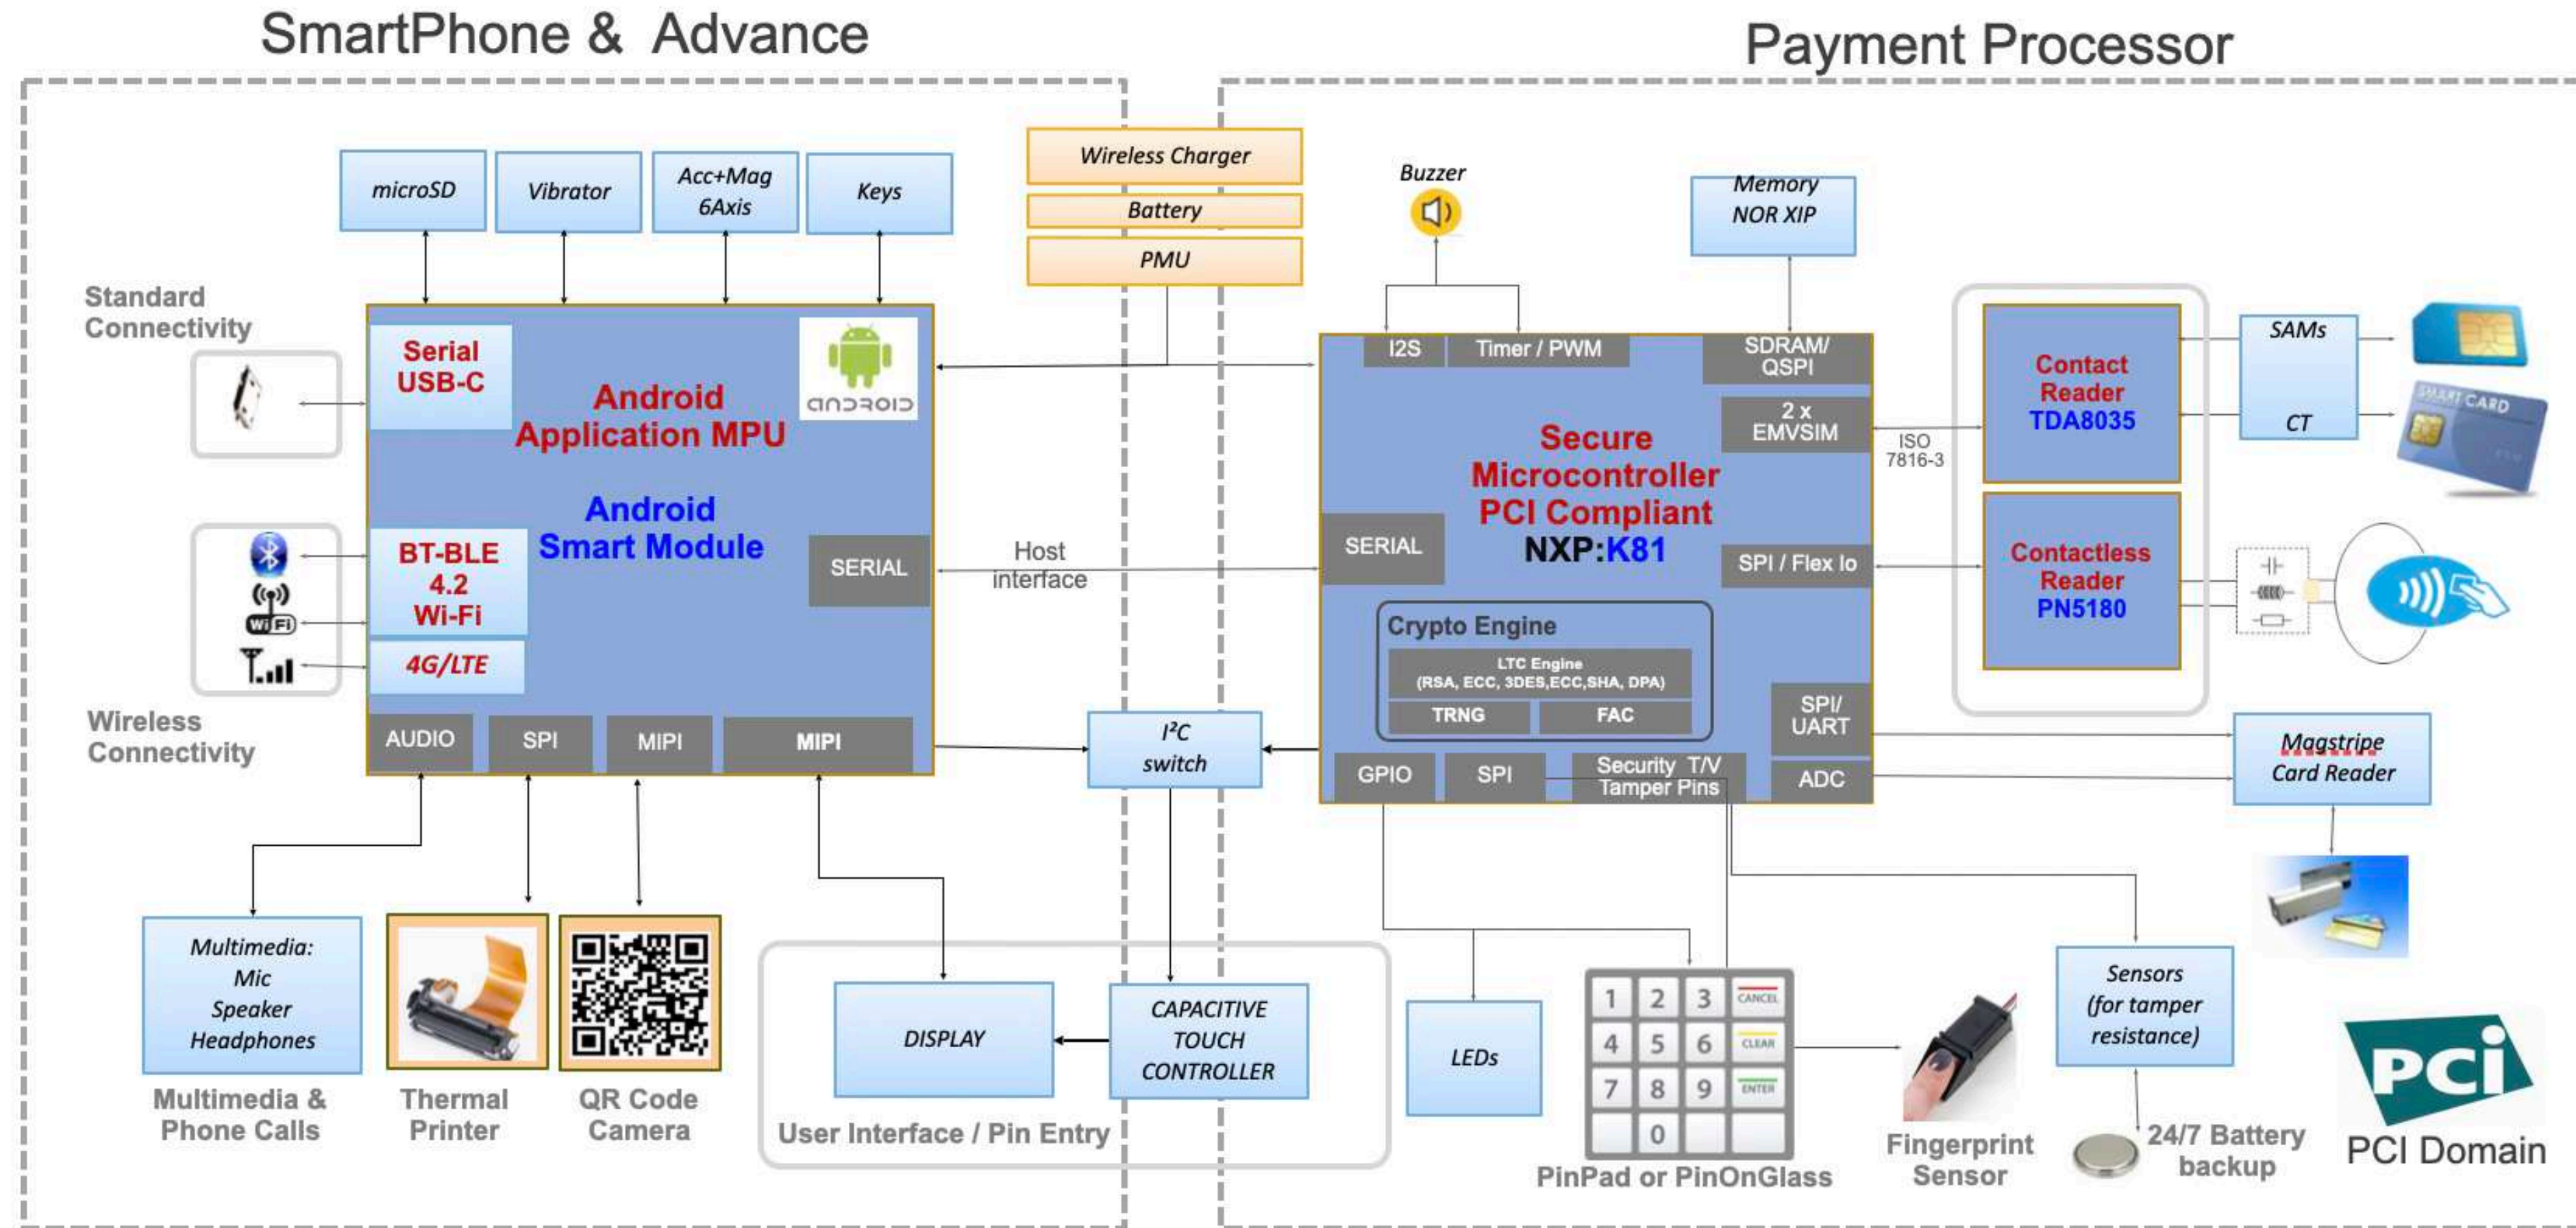 SmartPhone & Advance
Payment Processor
microSD
Vibrator
Acc+Mag
6Axis
Keys
Wireless Charger
Battery
PMU
Buzzer
Memory
NOR XIP
Standard
Connectivity
Serial
USB-C
Android
Application MPU
ANDROID
Android
Smart Module
BT-BLE
4.2
Wi-Fi
4G/LTE
SERIAL
WiFi
Wireless
Connectivity
AUDIO
SPI
MIPI
MIPI
Host
interface
I²C
switch
I2S
Timer / PWM
SDRAM/
QSPI
2 x
EMVSIM
Secure
Microcontroller
PCI Compliant
NXP:K81
SERIAL
SPI / Flex Io
Crypto Engine
LTC Engine
(RSA, ECC, 3DES,ECC,SHA, DPA)
TRNG
FAC
SPI/
UART
GPIO
SPI
Security T/V
Tamper Pins
ADC
ISO
7816-3
Contact
Reader
TDA8035
Contactless
Reader
PN5180
SAMs
CT
SMART CARD
Magstripe
Card Reader
Multimedia:
Mic
Speaker
Headphones
Multimedia &
Phone Calls
Thermal
Printer
QR Code
Camera
DISPLAY
CAPACITIVE
TOUCH
CONTROLLER
User Interface / Pin Entry
LEDs
1 2 3 CANCEL
4 5 6 CLEAR
7 8 9 ENTER
0
PinPad or PinOnGlass
Fingerprint
Sensor
Sensors
(for tamper
resistance)
24/7 Battery
backup
PCi
PCI Domain